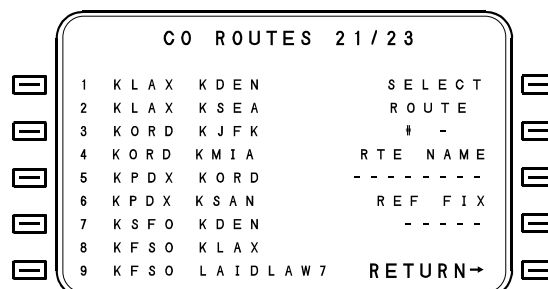 CO ROUTES 21/23
1 KLAX KDEN SELECT
2 KLAX KSEA ROUTE
3 KORD KJFK # -
4 KORD KMIA RTE NAME
5 KPDX KORD --------
6 KPDX KSAN REF FIX
7 KSFO KDEN -----
8 KFSO KLAX
9 KFSO LAIDLAW7 RETURN→